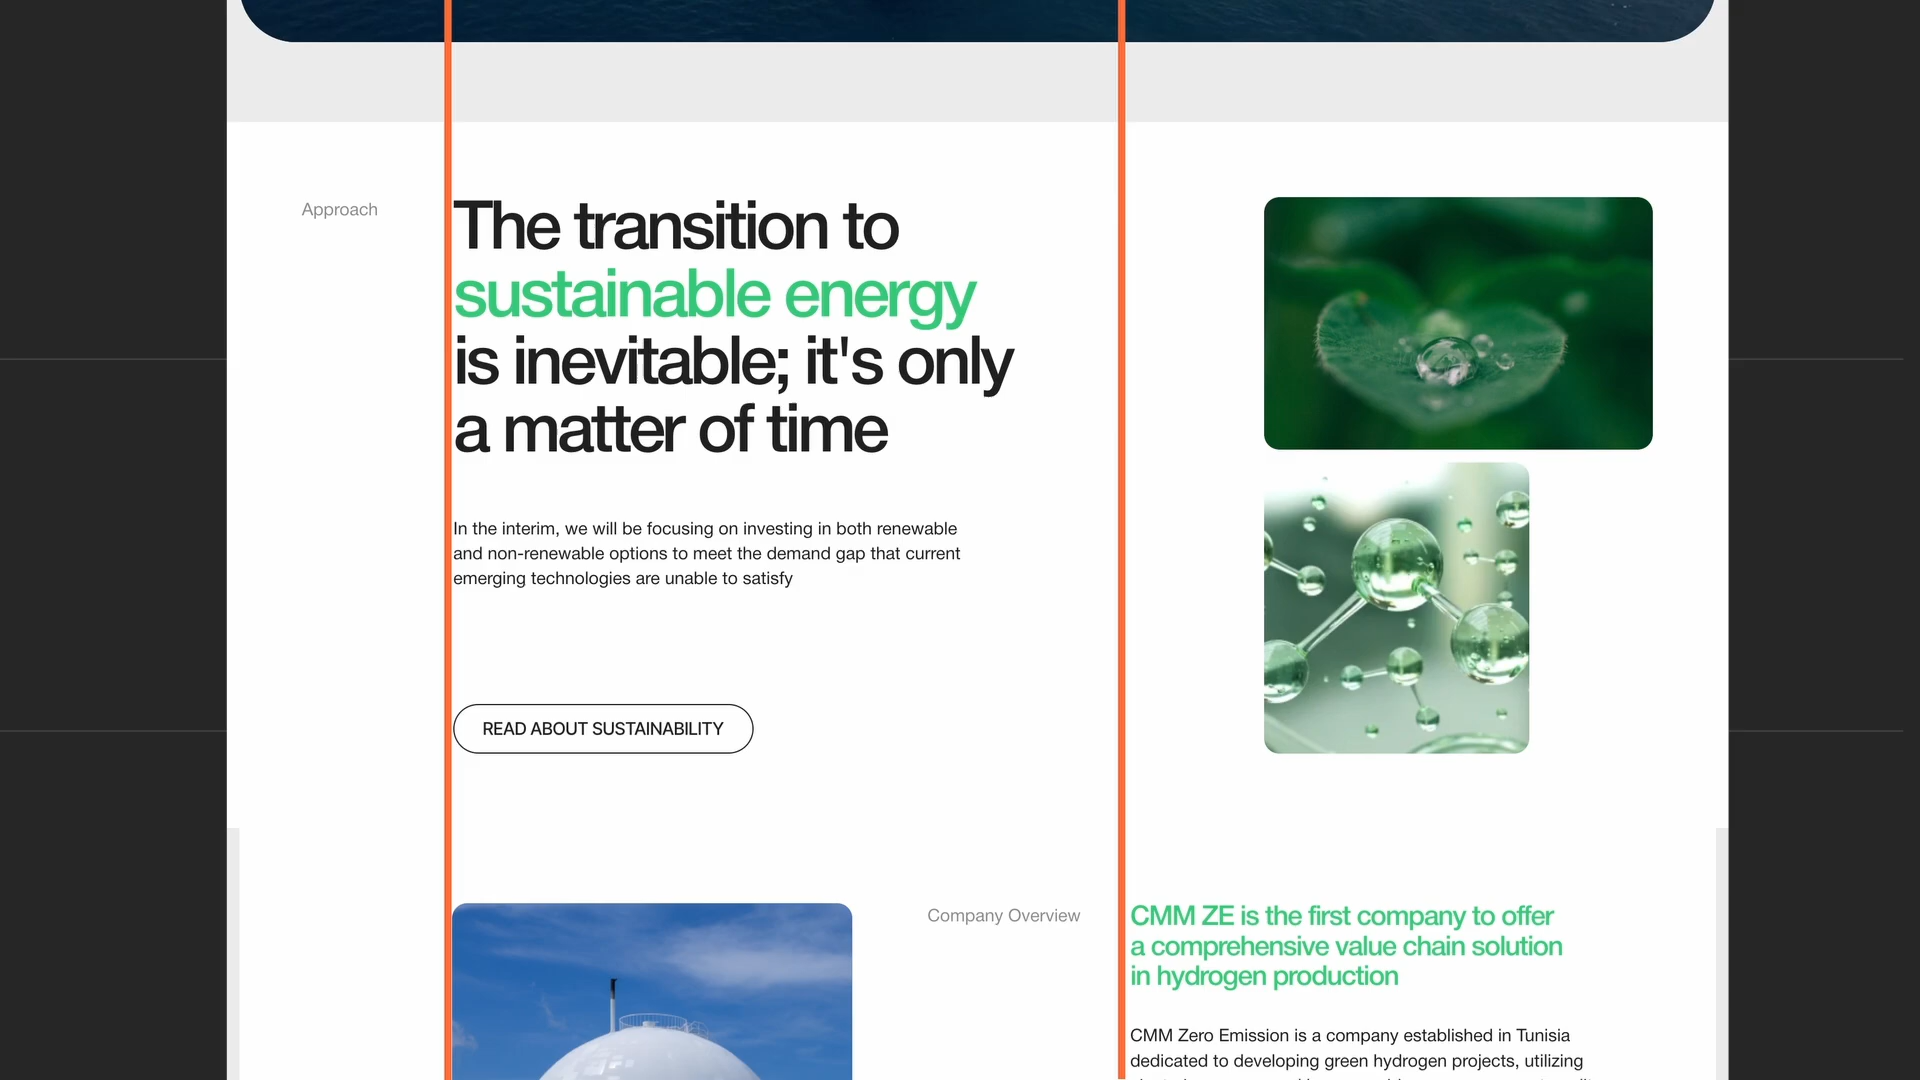 Approach
The transition to
sustainable energy
is inevitable; it's only
a matter of time
In the interim, we will be focusing on investing in both renewable
and non-renewable options to meet the demand gap that current
emerging technologies are unable to satisfy
READ ABOUT SUSTAINABILITY
Company Overview
CMM ZE is the first company to offer
a comprehensive value chain solution
in hydrogen production
CMM Zero Emission is a company established in Tunisia
dedicated to developing green hydrogen projects, utilizing